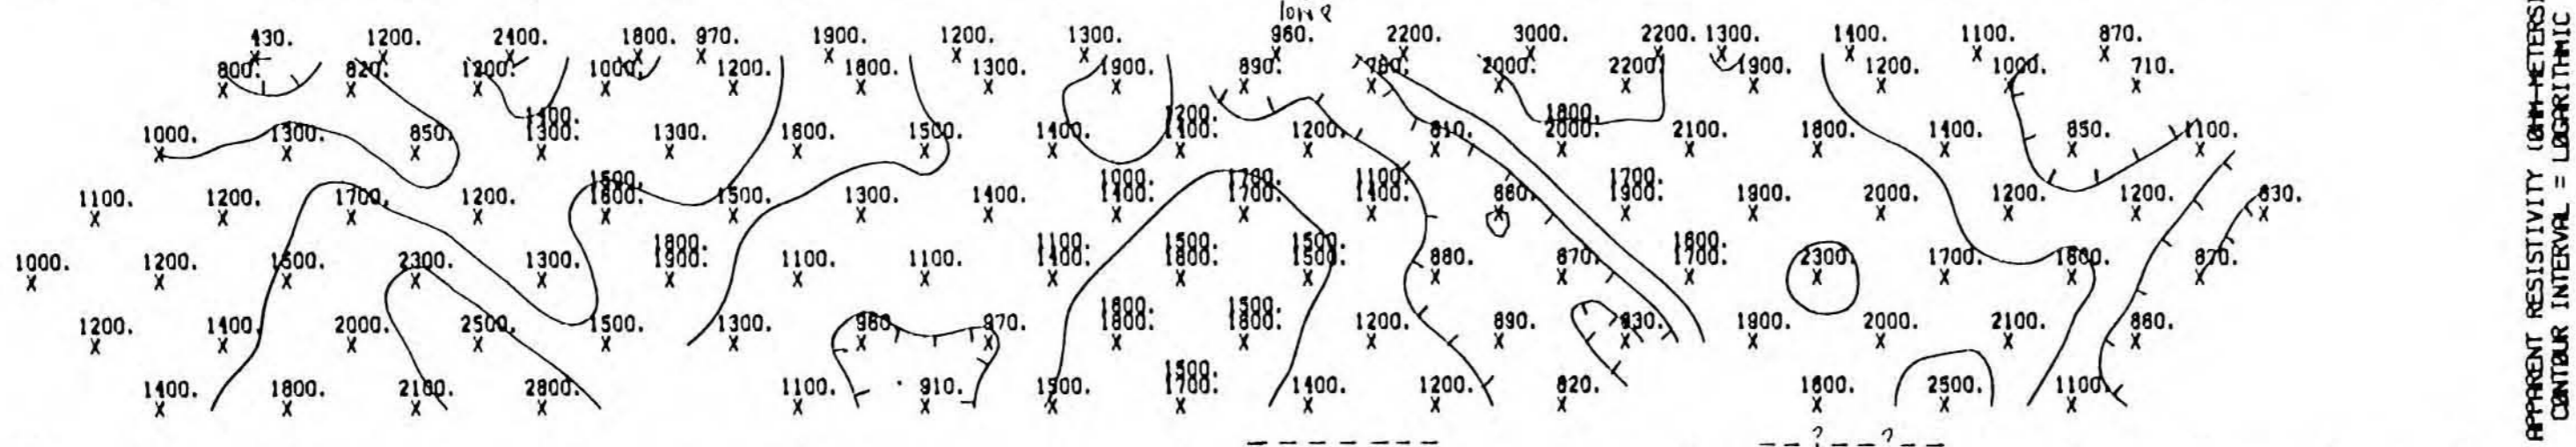 430. 1200. 2400. 1800. 970. 1900. 1200. 1300. 960. 2200. 3000. 2200. 1300. 1400. 1100. 870.
800. 820. 1200. 1000. 1200. 1800. 1300. 1900. 890. 780. 2000. 2200 1900. 1200. 1000. 710.
1400. 1200. 1800.
1000. 1300. 850. 1300. 1300. 1800. 1500. 1400. 1100. 1200. 810. 2000. 2100. 1800. 1400. 850. 1100.
1500. 1000. 1700. 1100. 1700.
1100. 1200. 1700. 1200. 1600. 1500. 1300. 1400. 1400. 1700. 1400. 860. 1900. 1900. 2000. 1200. 1200. 830.
1800. 1100. 1500. 1500. 1800.
1000. 1200. 1500. 2300. 1300. 1900. 1100. 1100. 1400. 1800. 1500. 880. 870. 1700. 2300. 1700. 1600. 870.
1800. 1500.
1200. 1400. 2000. 2500. 1500. 1300. 960. 970. 1800. 1800. 1200. 890. 930. 1900. 2000. 2100. 860.
1500.
1400. 1800. 2100. 2800. 1100. 910. 1500. 1700. 1400. 1200. 820. 1600. 2500. 1100.
? ?
APPARENT RESISTIVITY (OHM-METERS
CONTOUR INTERVAL = LOGARITHMIC